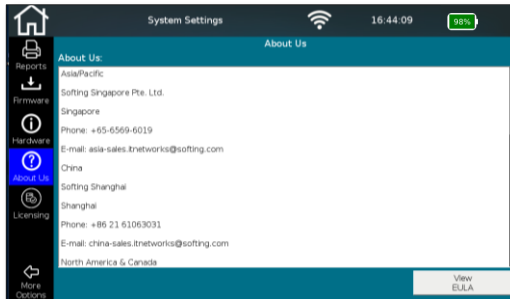 System Settings
16:44:09
98%
About Us
Reports
Firmware
Hardware
About Us
Licensing
More
Options
About Us:
Asia/Pacific
Softing Singapore Pte. Ltd.
Singapore
Phone: +65-6569-6019
E-mail: asia-sales.itnetworks@softing.com
China
Softing Shanghai
Shanghai
Phone: +86 21 61063031
E-mail: china-sales.itnetworks@softing.com
North America & Canada
View
EULA